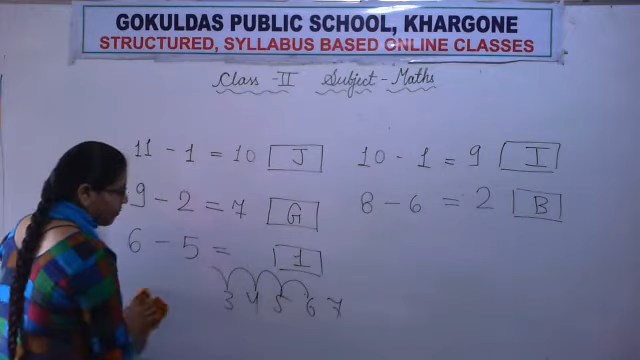 GOKULDAS PUBLIC SCHOOL, KHARGONE
STRUCTURED, SYLLABUS BASED ONLINE CLASSES
Class - II Subject - Maths
11 - 1 = 10 J 10 - 1 = 9 I
9 - 2 = 7 G 8 - 6 = 2 B
6 - 5 = 1
3 4 5 6 7